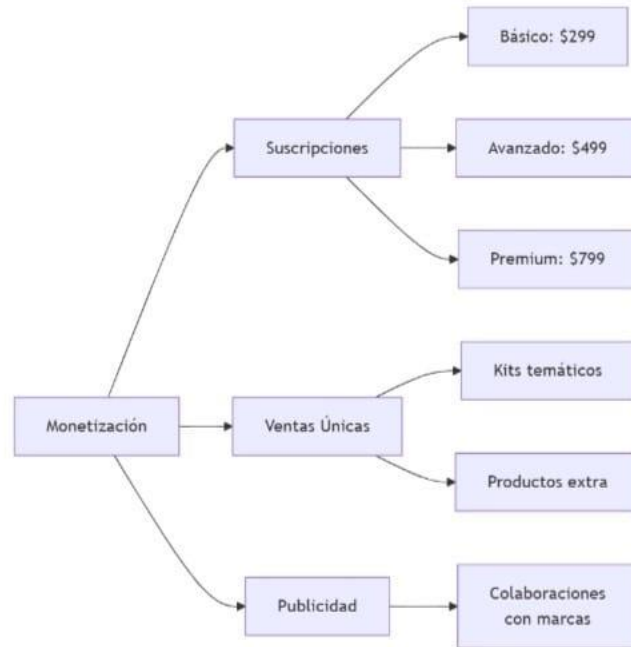 Básico: $299
Suscripciones
Avanzado: $499
Premium: $799
Kits temáticos
Monetización
Ventas Únicas
Productos extra
Publicidad
Colaboraciones
con marcas